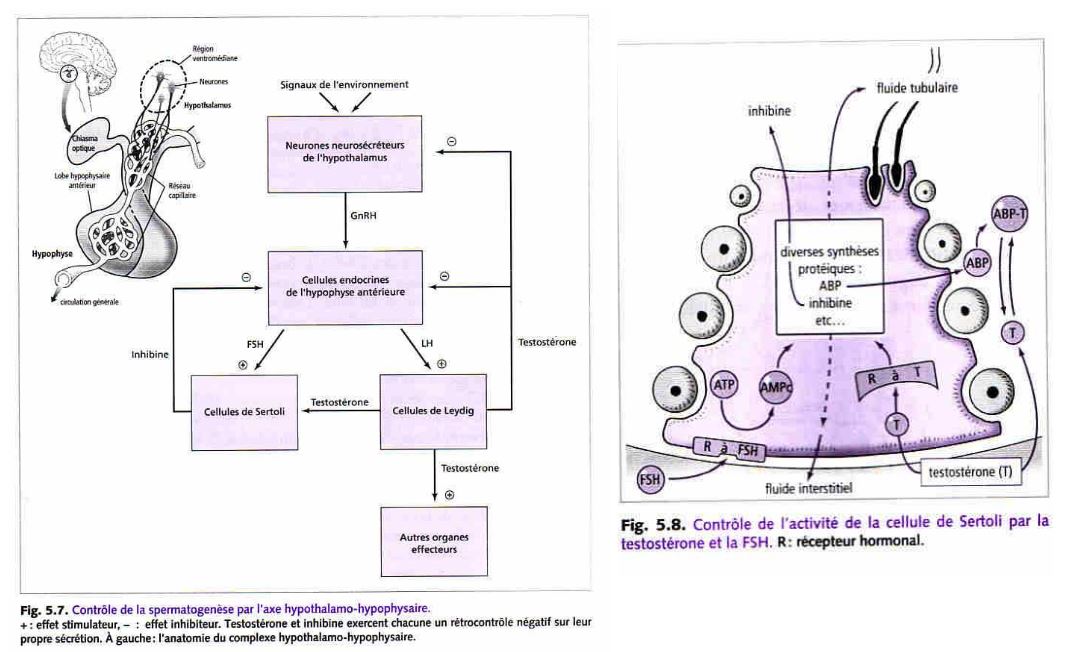 Région
ventromédiane
Neurones
Hypothalamus
Chiasma
optique
Lobe hypophysaire
antérieur
Réseau
capillaire
Hypophyse
circulation générale
Signaux de l'environnement
Neurones neurosécréteurs
de l'hypothalamus
⊖
GnRH
⊖
Cellules endocrines
de l'hypophyse antérieure
⊖
FSH
LH
Inhibine
Testostérone
⊕
⊕
Cellules de Sertoli
Testostérone
Cellules de Leydig
Testostérone
⊕
Autres organes
effecteurs
Fig. 5.7. Contrôle de la spermatogenèse par l'axe hypothalamo-hypophysaire.
+ : effet stimulateur, – : effet inhibiteur. Testostérone et inhibine exercent chacune un rétrocontrôle négatif sur leur
propre sécrétion. À gauche : l'anatomie du complexe hypothalamo-hypophysaire.
fluide tubulaire
inhibine
ABP-T
diverses synthèses
protéiques :
ABP
inhibine
etc...
ABP
T
ATP
AMPc
R à T
T
R à FSH
FSH
testostérone (T)
fluide interstitiel
Fig. 5.8. Contrôle de l'activité de la cellule de Sertoli par la
testostérone et la FSH. R : récepteur hormonal.